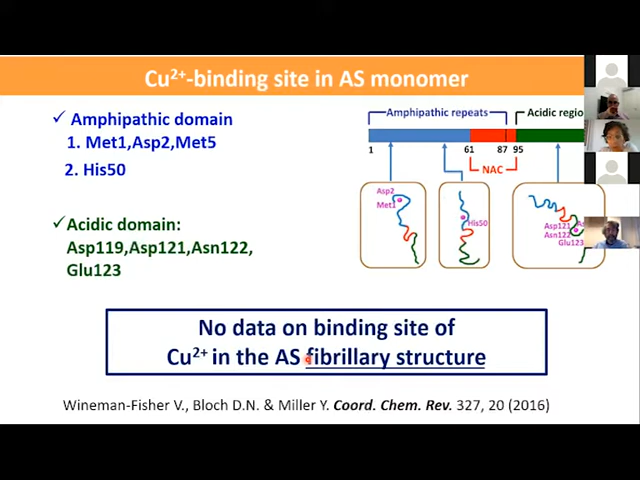 Cu²⁺-binding site in AS monomer
✓ Amphipathic domain
1. Met1,Asp2,Met5
2. His50
✓Acidic domain:
Asp119,Asp121,Asn122,
Glu123
Amphipathic repeats
Acidic regio
1
61
87
95
NAC
Asp2
Met1
His50
Asp121
Asn122
Glu123
No data on binding site of
Cu²⁺ in the AS fibrillary structure
Wineman-Fisher V., Bloch D.N. & Miller Y. Coord. Chem. Rev. 327, 20 (2016)